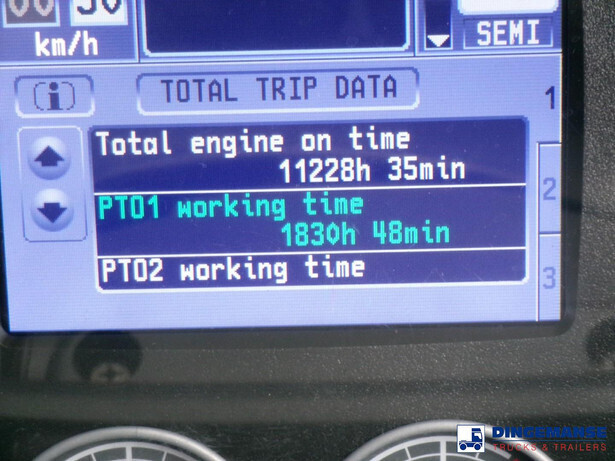 km/h
SEMI
TOTAL TRIP DATA
1
Total engine on time
11228h 35min
2
PTO1 working time
1830h 48min
PTO2 working time
3
DINGEMANSE
TRUCKS & TRAILERS